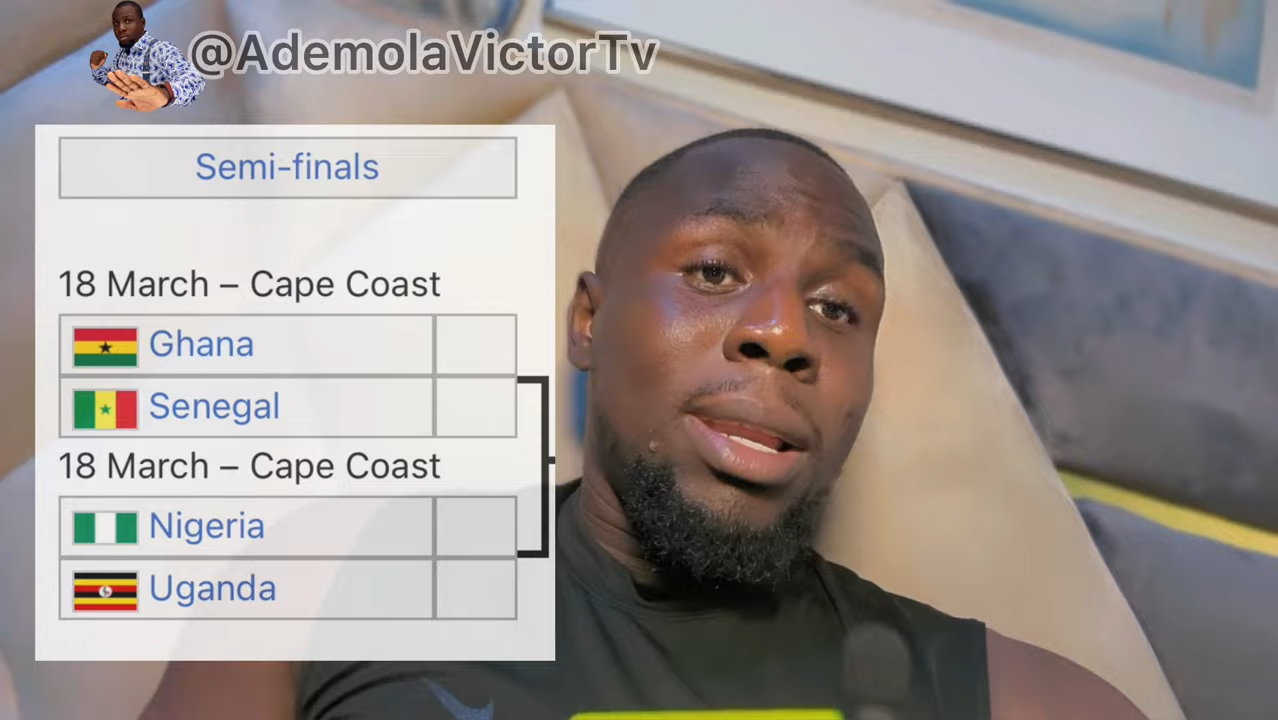 @AdemolaVictorTv
Semi-finals
18 March – Cape Coast
Ghana
Senegal
18 March – Cape Coast
Nigeria
Uganda